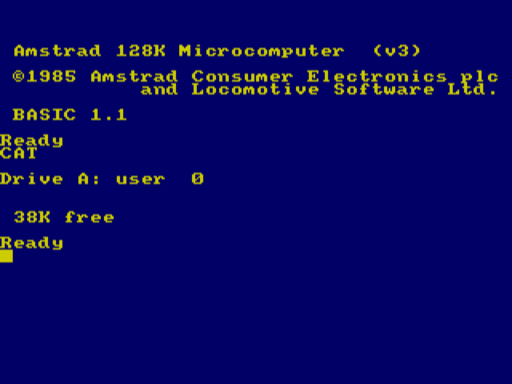 Amstrad 128K Microcomputer (v3)
©1985 Amstrad Consumer Electronics plc
and Locomotive Software Ltd.
BASIC 1.1
Ready
CAT
Drive A: user 0
38K free
Ready